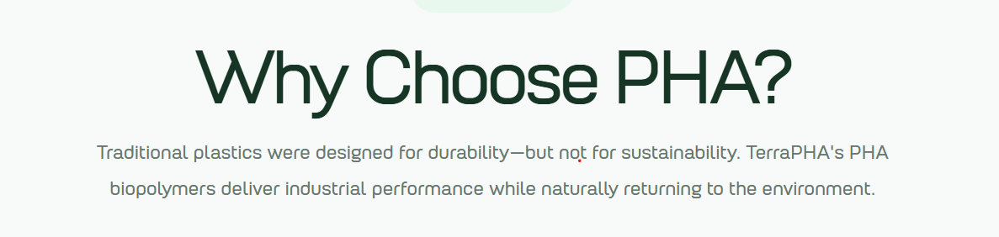 Why Choose PHA?
Traditional plastics were designed for durability—but not for sustainability. TerraPHA's PHA
biopolymers deliver industrial performance while naturally returning to the environment.